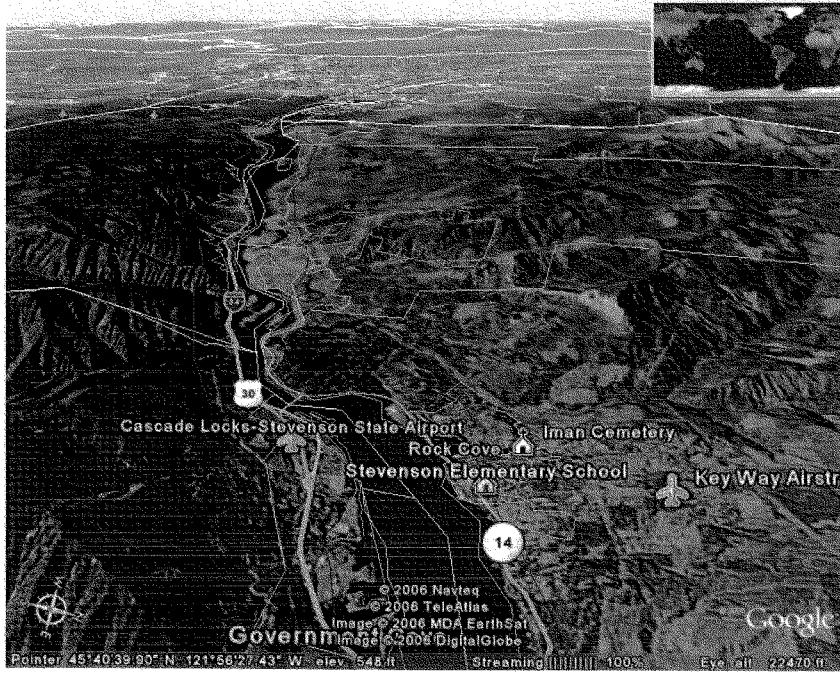 30
Cascade Locks-Stevenson State Airport
Iman Cemetery
Rock Cove
Stevenson Elementary School
Key Way Airstr
14
© 2006 Navteq
© 2006 TeleAtlas
Image © 2006 MDA EarthSat
Image © 2006 DigitalGlobe
Government
Google
Pointer 45°40'39.90" N 121°56'27.43" W elev 548 ft Streaming 100% Eye alt 22470 ft